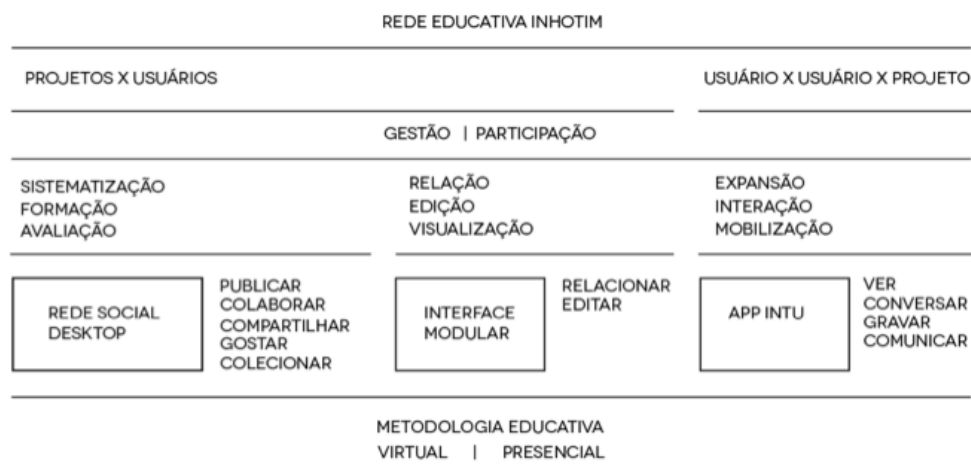 REDE EDUCATIVA INHOTIM
PROJETOS X USUÁRIOS
USUÁRIO X USUÁRIO X PROJETO
GESTÃO | PARTICIPAÇÃO
SISTEMATIZAÇÃO
FORMAÇÃO
AVALIAÇÃO
RELAÇÃO
EDIÇÃO
VISUALIZAÇÃO
EXPANSÃO
INTERAÇÃO
MOBILIZAÇÃO
REDE SOCIAL
DESKTOP
PUBLICAR
COLABORAR
COMPARTILHAR
GOSTAR
COLECIONAR
INTERFACE
MODULAR
RELACIONAR
EDITAR
APP INTU
VER
CONVERSAR
GRAVAR
COMUNICAR
METODOLOGIA EDUCATIVA
VIRTUAL | PRESENCIAL